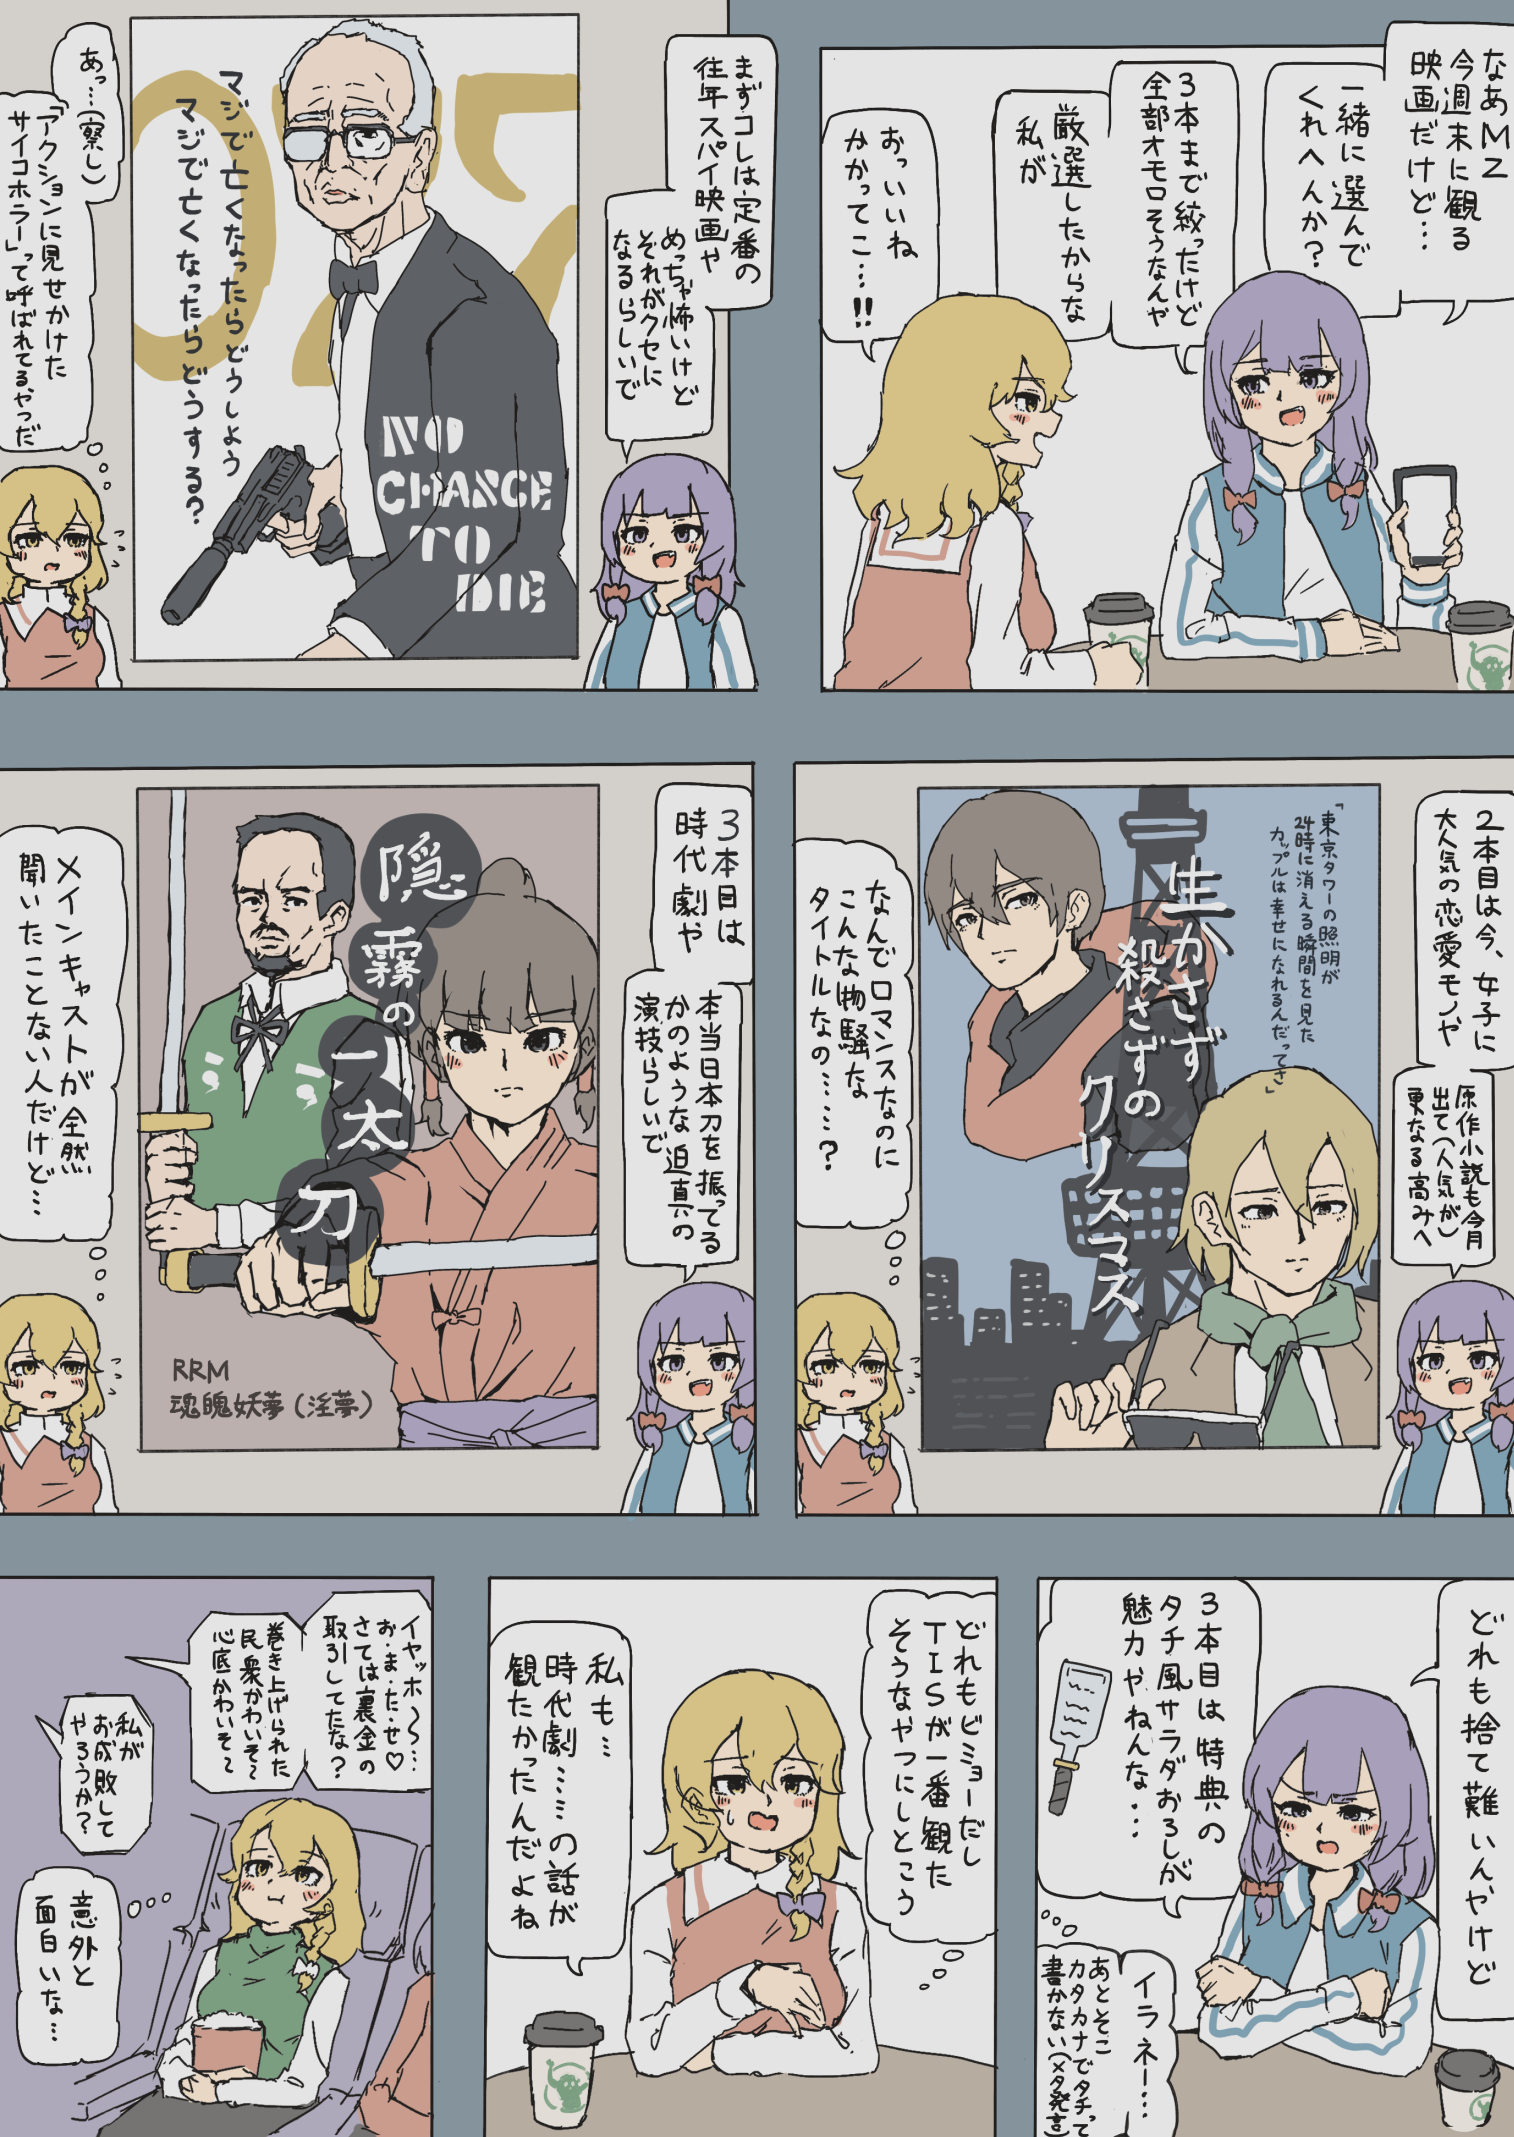 なあMZ
今週末に観る
映画だけど…
一緒に選んで
くれへんか?
3本まで絞ったけど
全部オモロそうなんや
厳選したからな
私が
おっいいね
かかってこ…!!
まずコレは定番の
往年スパイ映画や
めっちゃ怖いけど
それがクセに
なるらしいで
マジで亡くなったらどうしよう
マジで亡くなったらどうする?
NO
CHANCE
TO
DIE
あっ…(察し)
「アクションに見せかけた
サイコホラー」って呼ばれてるやつだ
2本目は今、女子に
大人気の恋愛モノや
原作小説も今月
出て(人気が)
更なる高みへ
「東京タワーの照明が
24時に消える瞬間を見た
カップルは幸せになれるんだってさ」
生かさず
殺さずの
クリスマス
なんでロマンスなのに
こんな物騒な
タイトルなの……?
3本目は
時代劇や
本当日本刀を振ってる
かのような迫真の
演技らしいで
隠
霧の
一
太
刀
RRM
魂魄妖夢(淫夢)
メインキャストが全然
聞いたことない人だけど…
どれも捨て難いんやけど
3本目は特典の
タチ風サラダおろしが
魅力やねんな…
イラネー…
あとそこ
カタカナでタチって
書かない(メタ発言)
どれもビミョーだし
TISが一番観た
そうなやつにしとこう
私も…
時代劇……の話が
観たかったんだよね
イヤッホ〜…
お・ま・た・せ♡
さては裏金の
取引してたな?
巻き上げられた
民衆かわいそ〜
心底かわいそ〜
私が
お成敗して
やろうか?
意外と
面白いな…